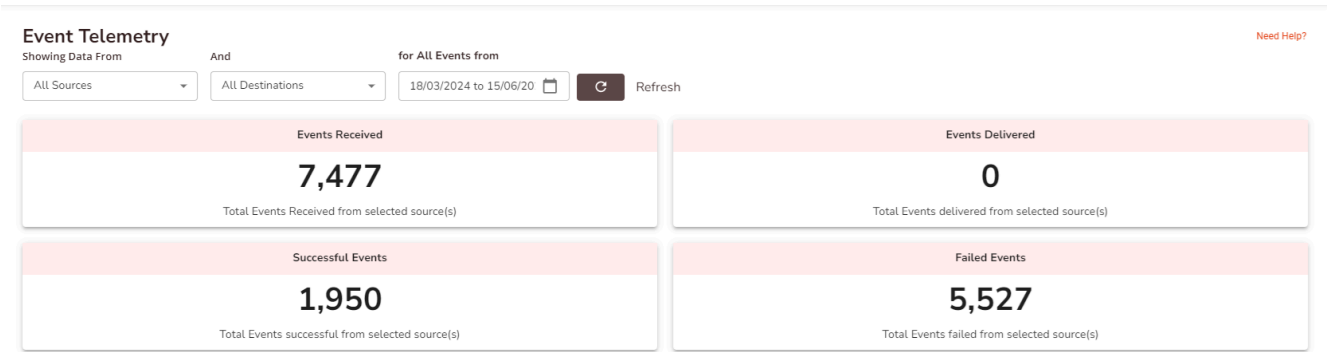 Event Telemetry
Need Help?
Showing Data From
And
for All Events from
All Sources
All Destinations
18/03/2024 to 15/06/20
Refresh
Events Received
7,477
Total Events Received from selected source(s)
Events Delivered
0
Total Events delivered from selected source(s)
Successful Events
1,950
Total Events successful from selected source(s)
Failed Events
5,527
Total Events failed from selected source(s)